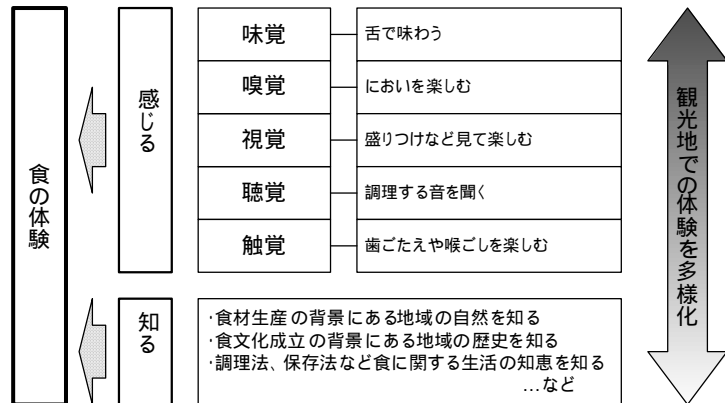 食の体験
感じる
味覚
舌で味わう
嗅覚
においを楽しむ
視覚
盛りつけなど見て楽しむ
聴覚
調理する音を聞く
触覚
歯ごたえや喉ごしを楽しむ
知る
・食材生産の背景にある地域の自然を知る
・食文化成立の背景にある地域の歴史を知る
・調理法、保存法など食に関する生活の知恵を知る
…など
観光地での体験を多様化